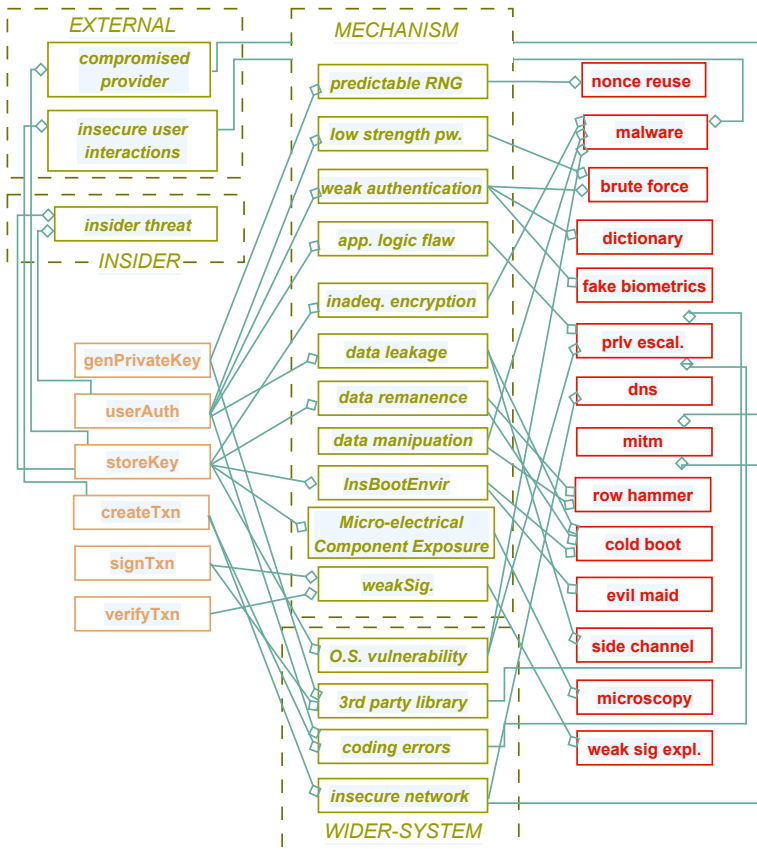 EXTERNAL
compromised
provider
insecure user
interactions
insider threat
INSIDER
genPrivateKey
userAuth
storeKey
createTxn
signTxn
verifyTxn
MECHANISM
predictable RNG
low strength pw.
weak authentication
app. logic flaw
inadeq. encryption
data leakage
data remanence
data manipuation
InsBootEnvir
Micro-electrical
Component Exposure
weakSig.
O.S. vulnerability
3rd party library
coding errors
insecure network
WIDER-SYSTEM
nonce reuse
malware
brute force
dictionary
fake biometrics
prlv escal.
dns
mitm
row hammer
cold boot
evil maid
side channel
microscopy
weak sig expl.